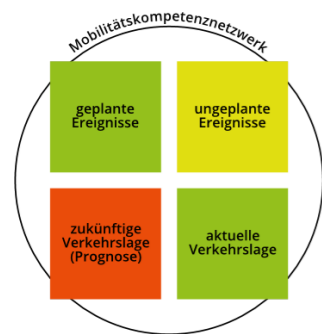 Mobilitätskompetenznetzwerk
geplante
Ereignisse
ungeplante
Ereignisse
zukünftige
Verkehrslage
(Prognose)
aktuelle
Verkehrslage